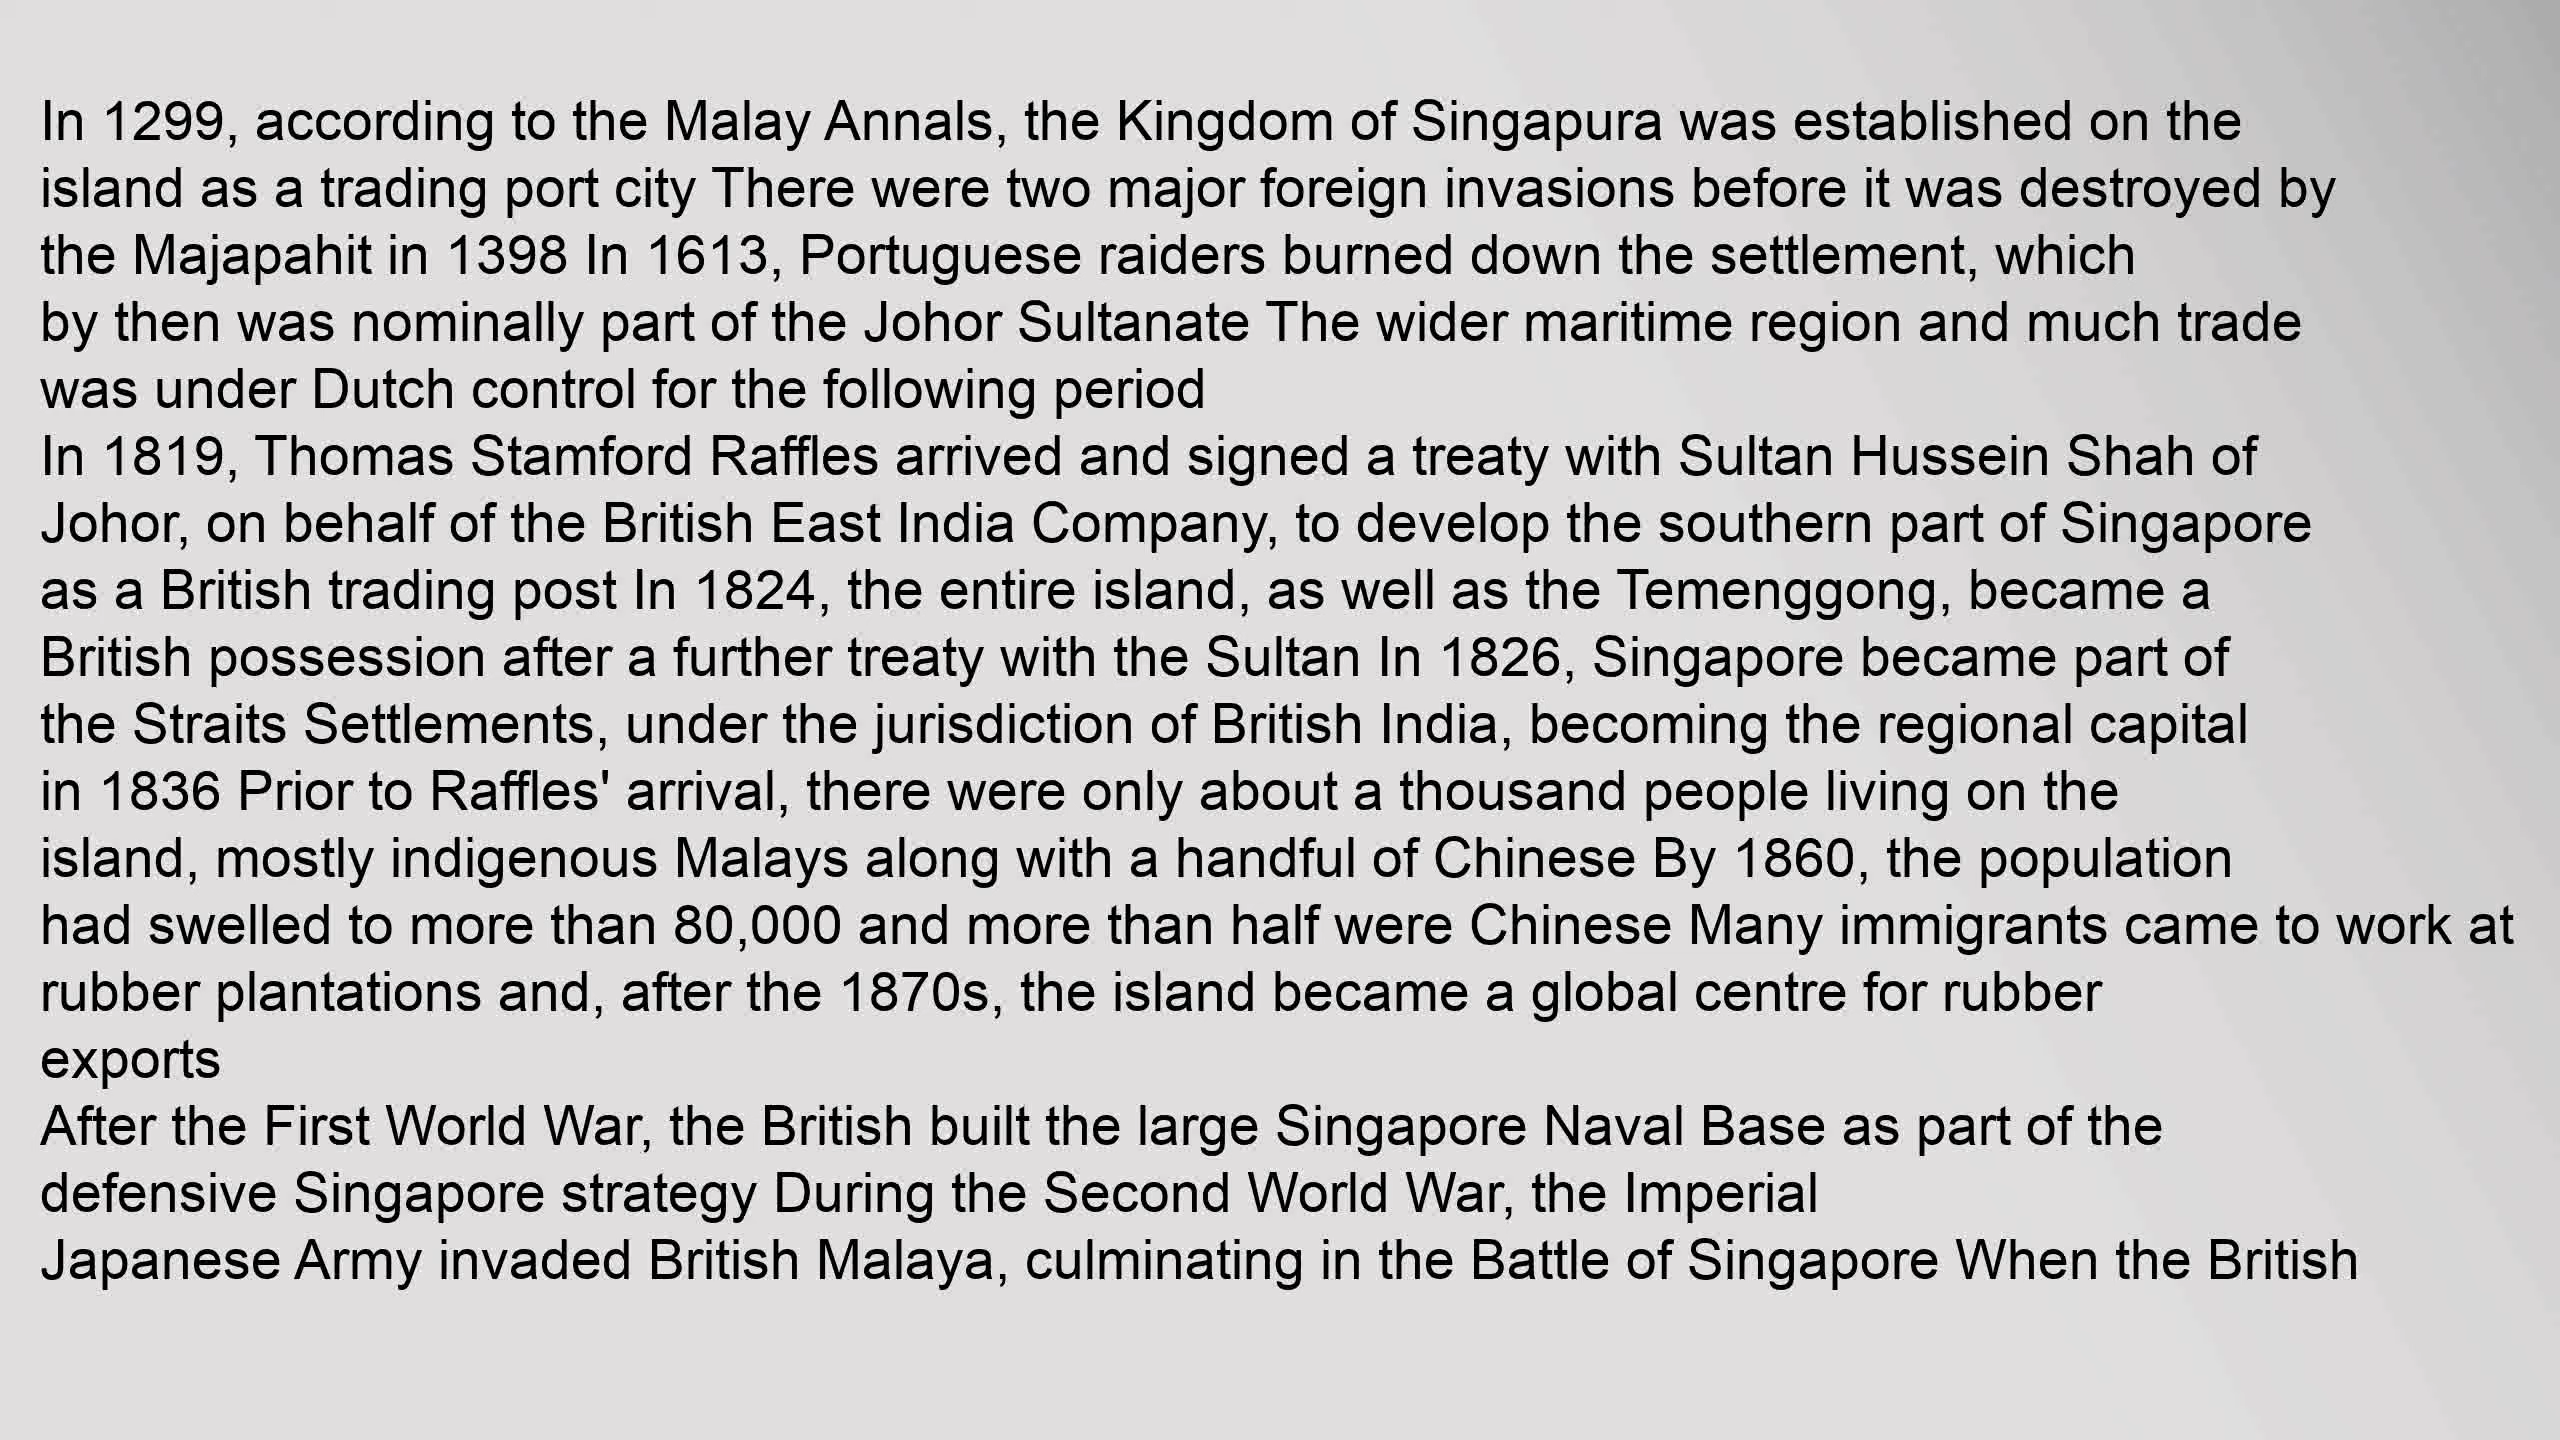 In 1299, according to the Malay Annals, the Kingdom of Singapura was established on the
island as a trading port city There were two major foreign invasions before it was destroyed by
the Majapahit in 1398 In 1613, Portuguese raiders burned down the settlement, which
by then was nominally part of the Johor Sultanate The wider maritime region and much trade
was under Dutch control for the following period
In 1819, Thomas Stamford Raffles arrived and signed a treaty with Sultan Hussein Shah of
Johor, on behalf of the British East India Company, to develop the southern part of Singapore
as a British trading post In 1824, the entire island, as well as the Temenggong, became a
British possession after a further treaty with the Sultan In 1826, Singapore became part of
the Straits Settlements, under the jurisdiction of British India, becoming the regional capital
in 1836 Prior to Raffles' arrival, there were only about a thousand people living on the
island, mostly indigenous Malays along with a handful of Chinese By 1860, the population
had swelled to more than 80,000 and more than half were Chinese Many immigrants came to work at
rubber plantations and, after the 1870s, the island became a global centre for rubber
exports
After the First World War, the British built the large Singapore Naval Base as part of the
defensive Singapore strategy During the Second World War, the Imperial
Japanese Army invaded British Malaya, culminating in the Battle of Singapore When the British